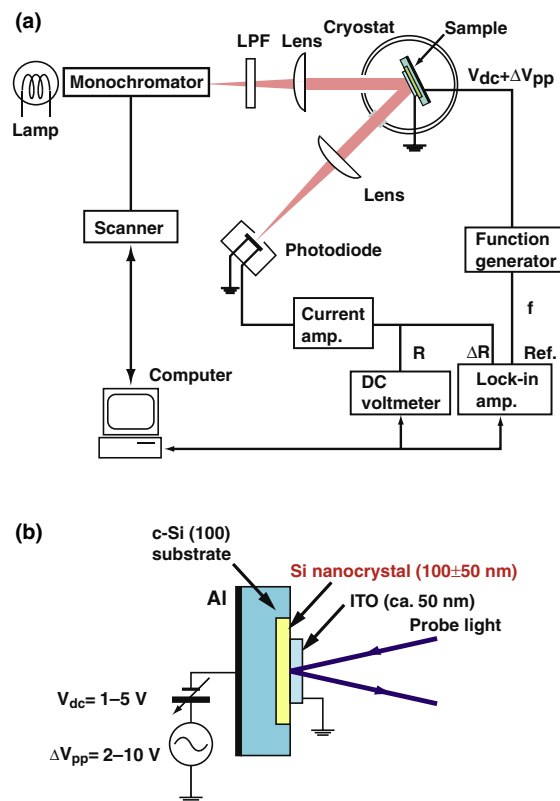 (a)
Cryostat
Sample
LPF
Lens
Monochromator
Lamp
Vdc+ΔVpp
Lens
Scanner
Photodiode
Function
generator
Current
amp.
f
R
ΔR
Ref.
Computer
DC
voltmeter
Lock-in
amp.
(b)
c-Si (100)
substrate
Si nanocrystal (100±50 nm)
Al
ITO (ca. 50 nm)
Probe light
Vdc= 1–5 V
ΔVpp= 2–10 V